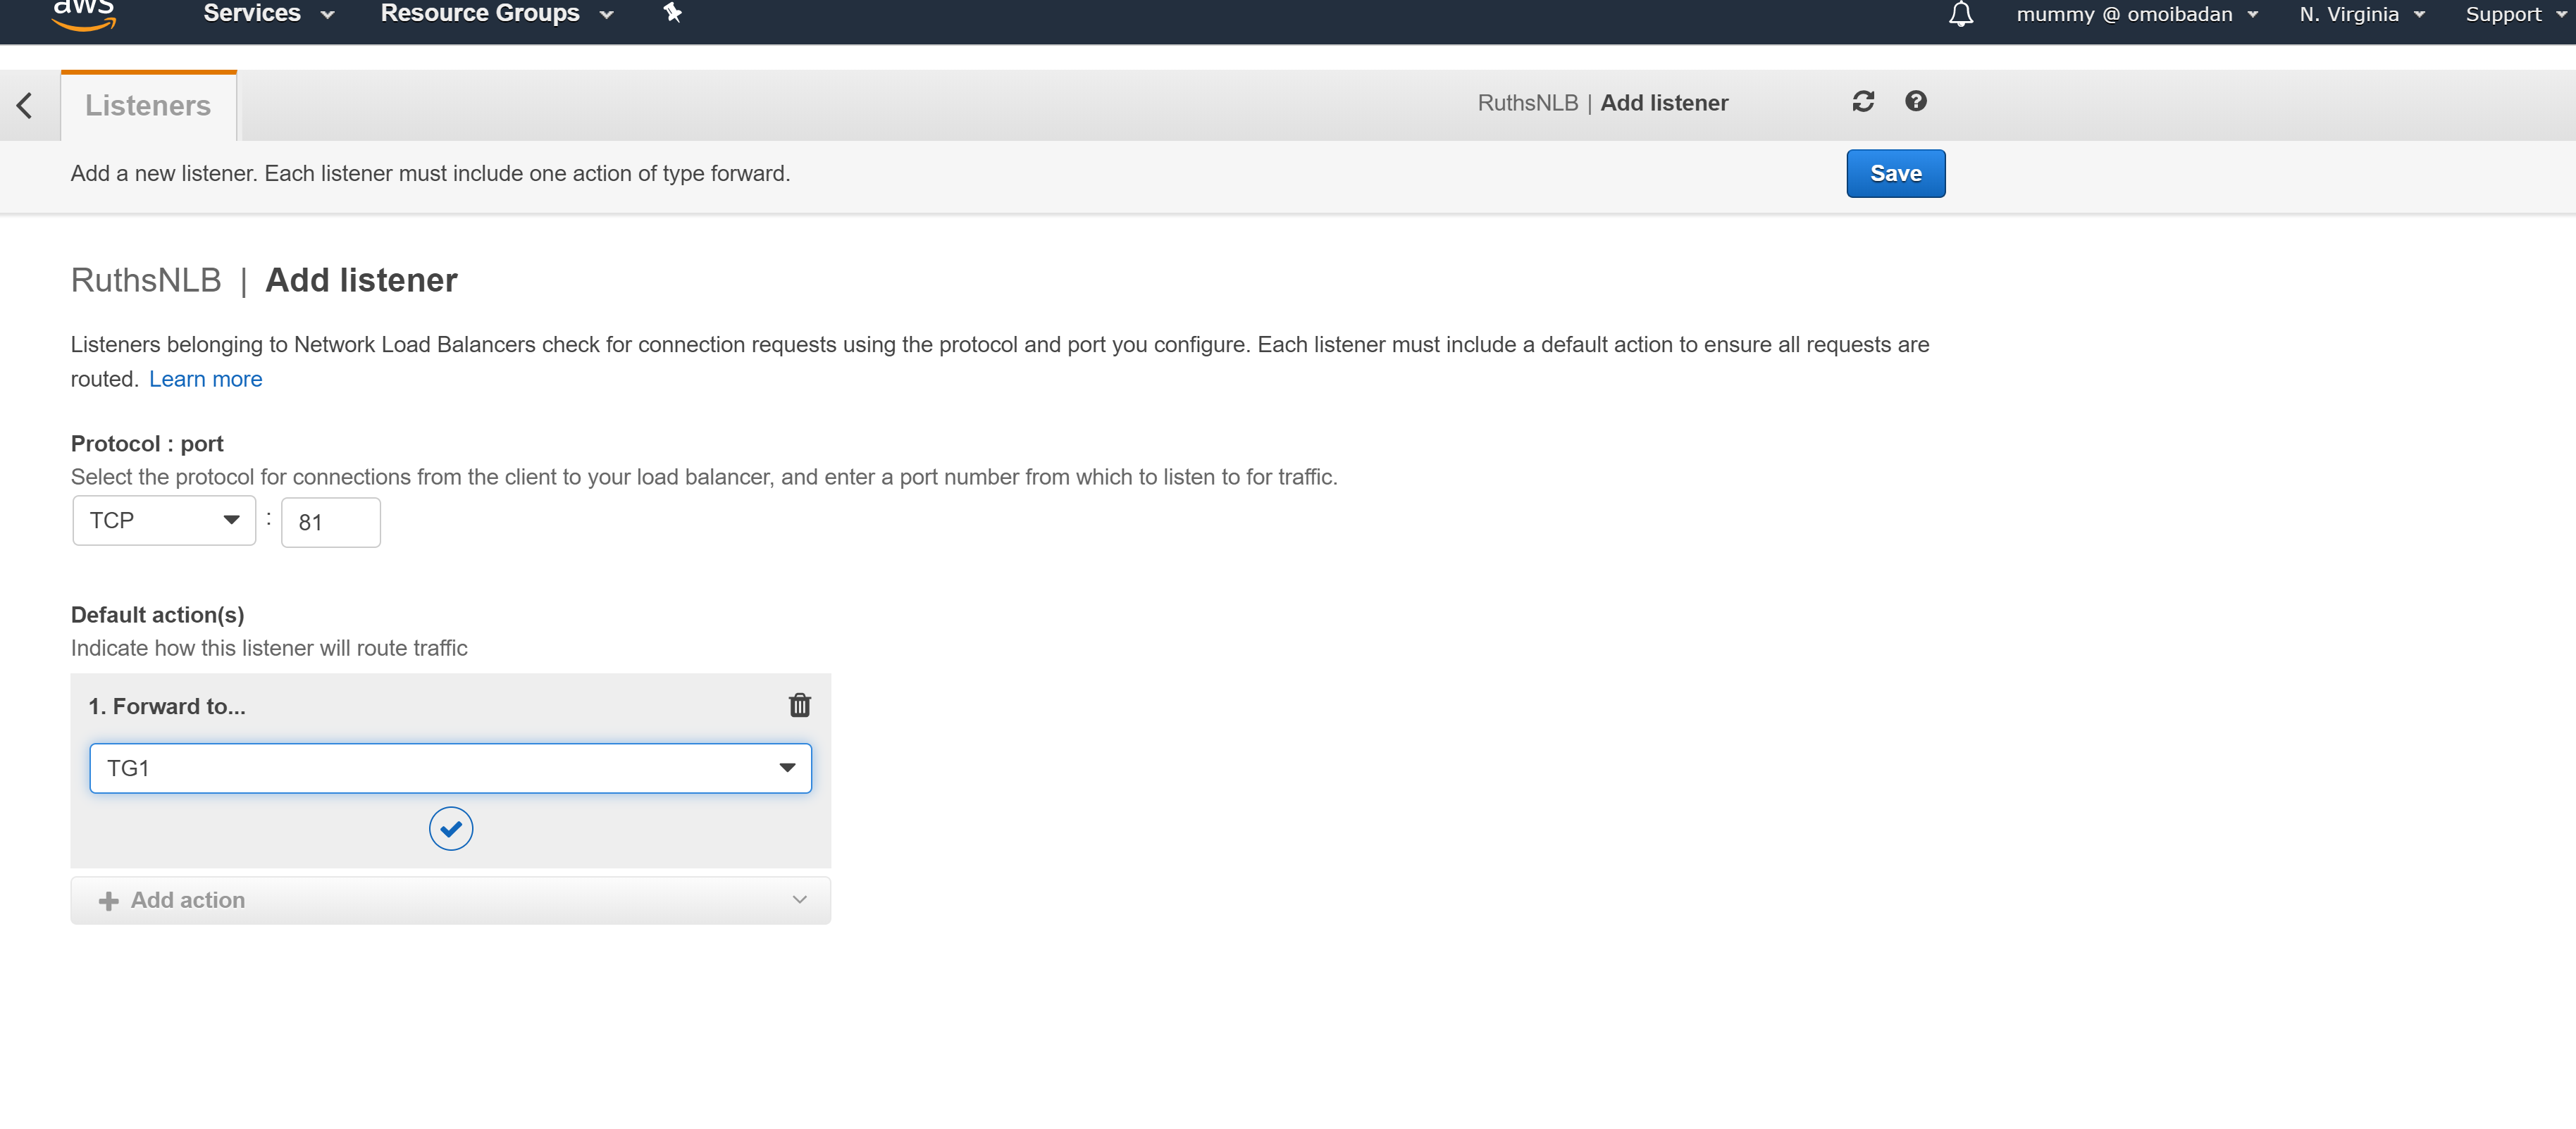 aws Services Resource Groups mummy @ omoibadan N. Virginia Support
Listeners RuthsNLB | Add listener
Add a new listener. Each listener must include one action of type forward. Save
RuthsNLB | Add listener
Listeners belonging to Network Load Balancers check for connection requests using the protocol and port you configure. Each listener must include a default action to ensure all requests are
routed. Learn more
Protocol : port
Select the protocol for connections from the client to your load balancer, and enter a port number from which to listen to for traffic.
TCP : 81
Default action(s)
Indicate how this listener will route traffic
1. Forward to...
TG1
Add action